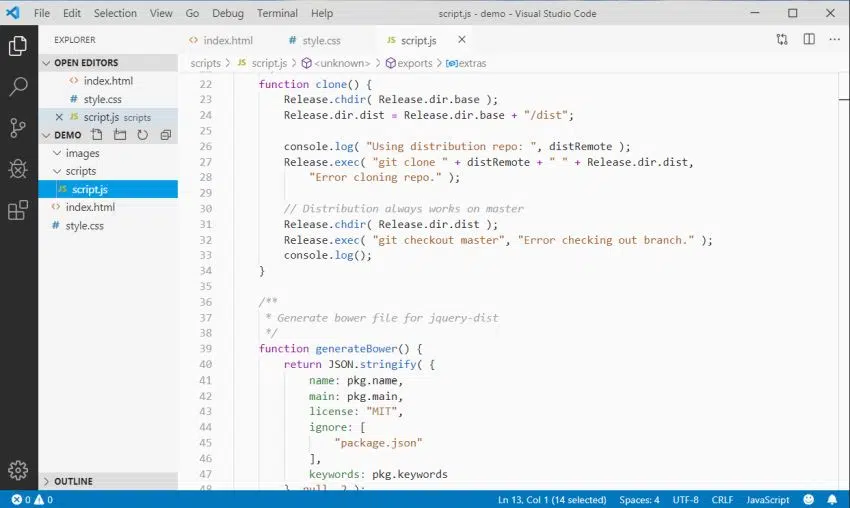 File Edit Selection View Go Debug Terminal Help script.js - demo - Visual Studio Code
EXPLORER
OPEN EDITORS
<> index.html
# style.css
JS script.js scripts
DEMO
images
scripts
JS script.js
<> index.html
# style.css
OUTLINE
<> index.html # style.css JS script.js
scripts JS script.js <unknown> exports extras
22 function clone() {
23 Release.chdir( Release.dir.base );
24 Release.dir.dist = Release.dir.base + "/dist";
25
26 console.log( "Using distribution repo: ", distRemote );
27 Release.exec( "git clone " + distRemote + " " + Release.dir.dist,
28 "Error cloning repo." );
29
30 // Distribution always works on master
31 Release.chdir( Release.dir.dist );
32 Release.exec( "git checkout master", "Error checking out branch." );
33 console.log();
34 }
35
36 /**
37 * Generate bower file for jquery-dist
38 */
39 function generateBower() {
40 return JSON.stringify( {
41 name: pkg.name,
42 main: pkg.main,
43 license: "MIT",
44 ignore: [
45 "package.json"
46 ],
47 keywords: pkg.keywords
48 }, null, 2 );
0 0 Ln 13, Col 1 (14 selected) Spaces: 4 UTF-8 CRLF JavaScript